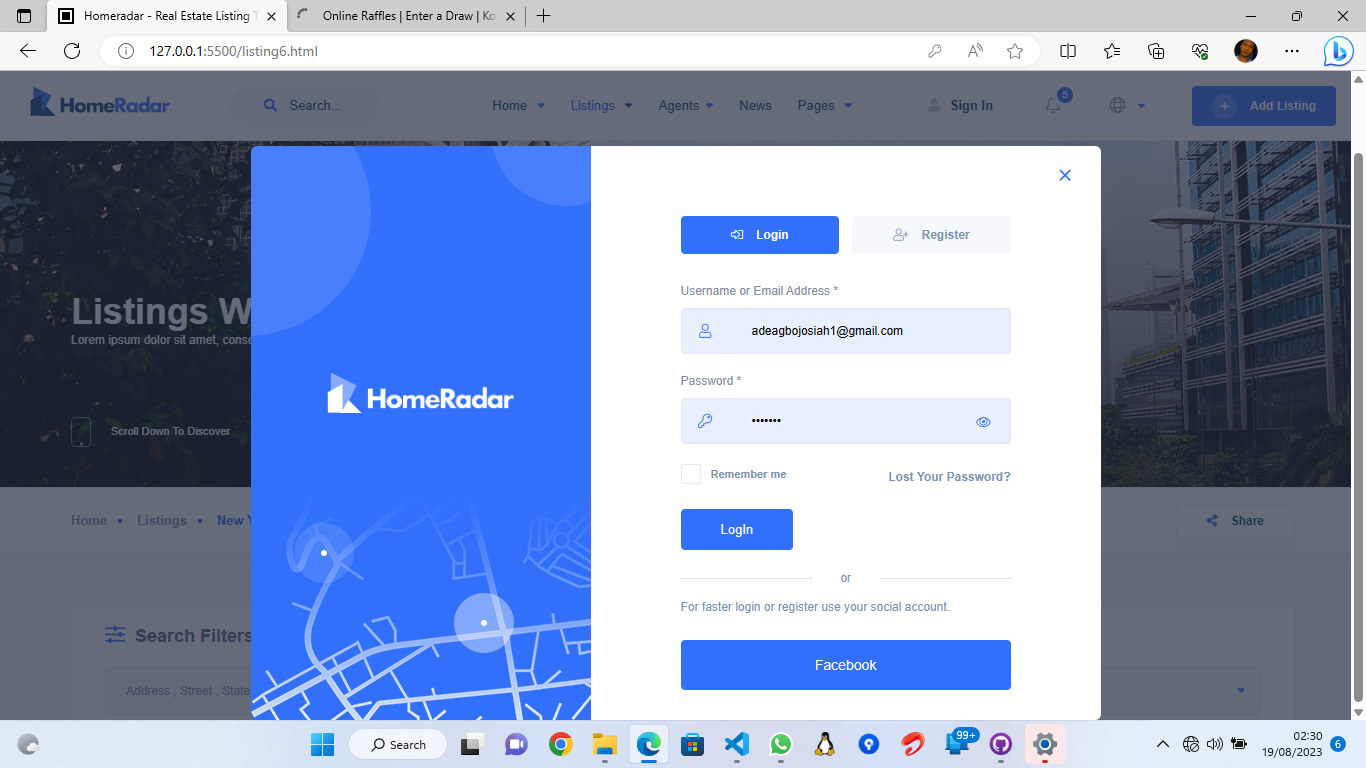 Homeradar - Real Estate Listing T
Online Raffles | Enter a Draw | Ko
127.0.0.1:5500/listing6.html
HomeRadar
Search...
Home
Listings
Agents
News
Pages
Sign In
5
Add Listing
Login
Register
Username or Email Address *
adeagbojosiah1@gmail.com
Password *
•••••••
Remember me
Lost Your Password?
LogIn
or
For faster login or register use your social account.
Facebook
HomeRadar
Listings W
Lorem ipsum dolor sit amet, conse
Scroll Down To Discover
Home
Listings
New Y
Share
Search Filters
Address , Street , State
Search
99+
02:30
19/08/2023
6